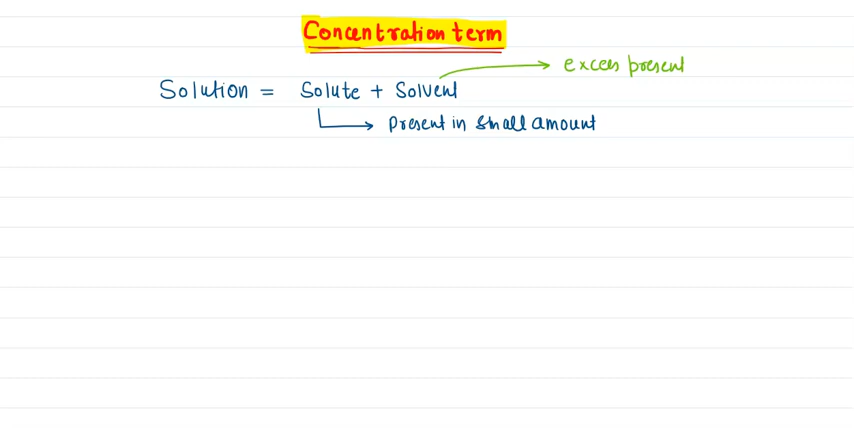 Concentration term
excess present
Solution = Solute + Solvent
Present in small amount